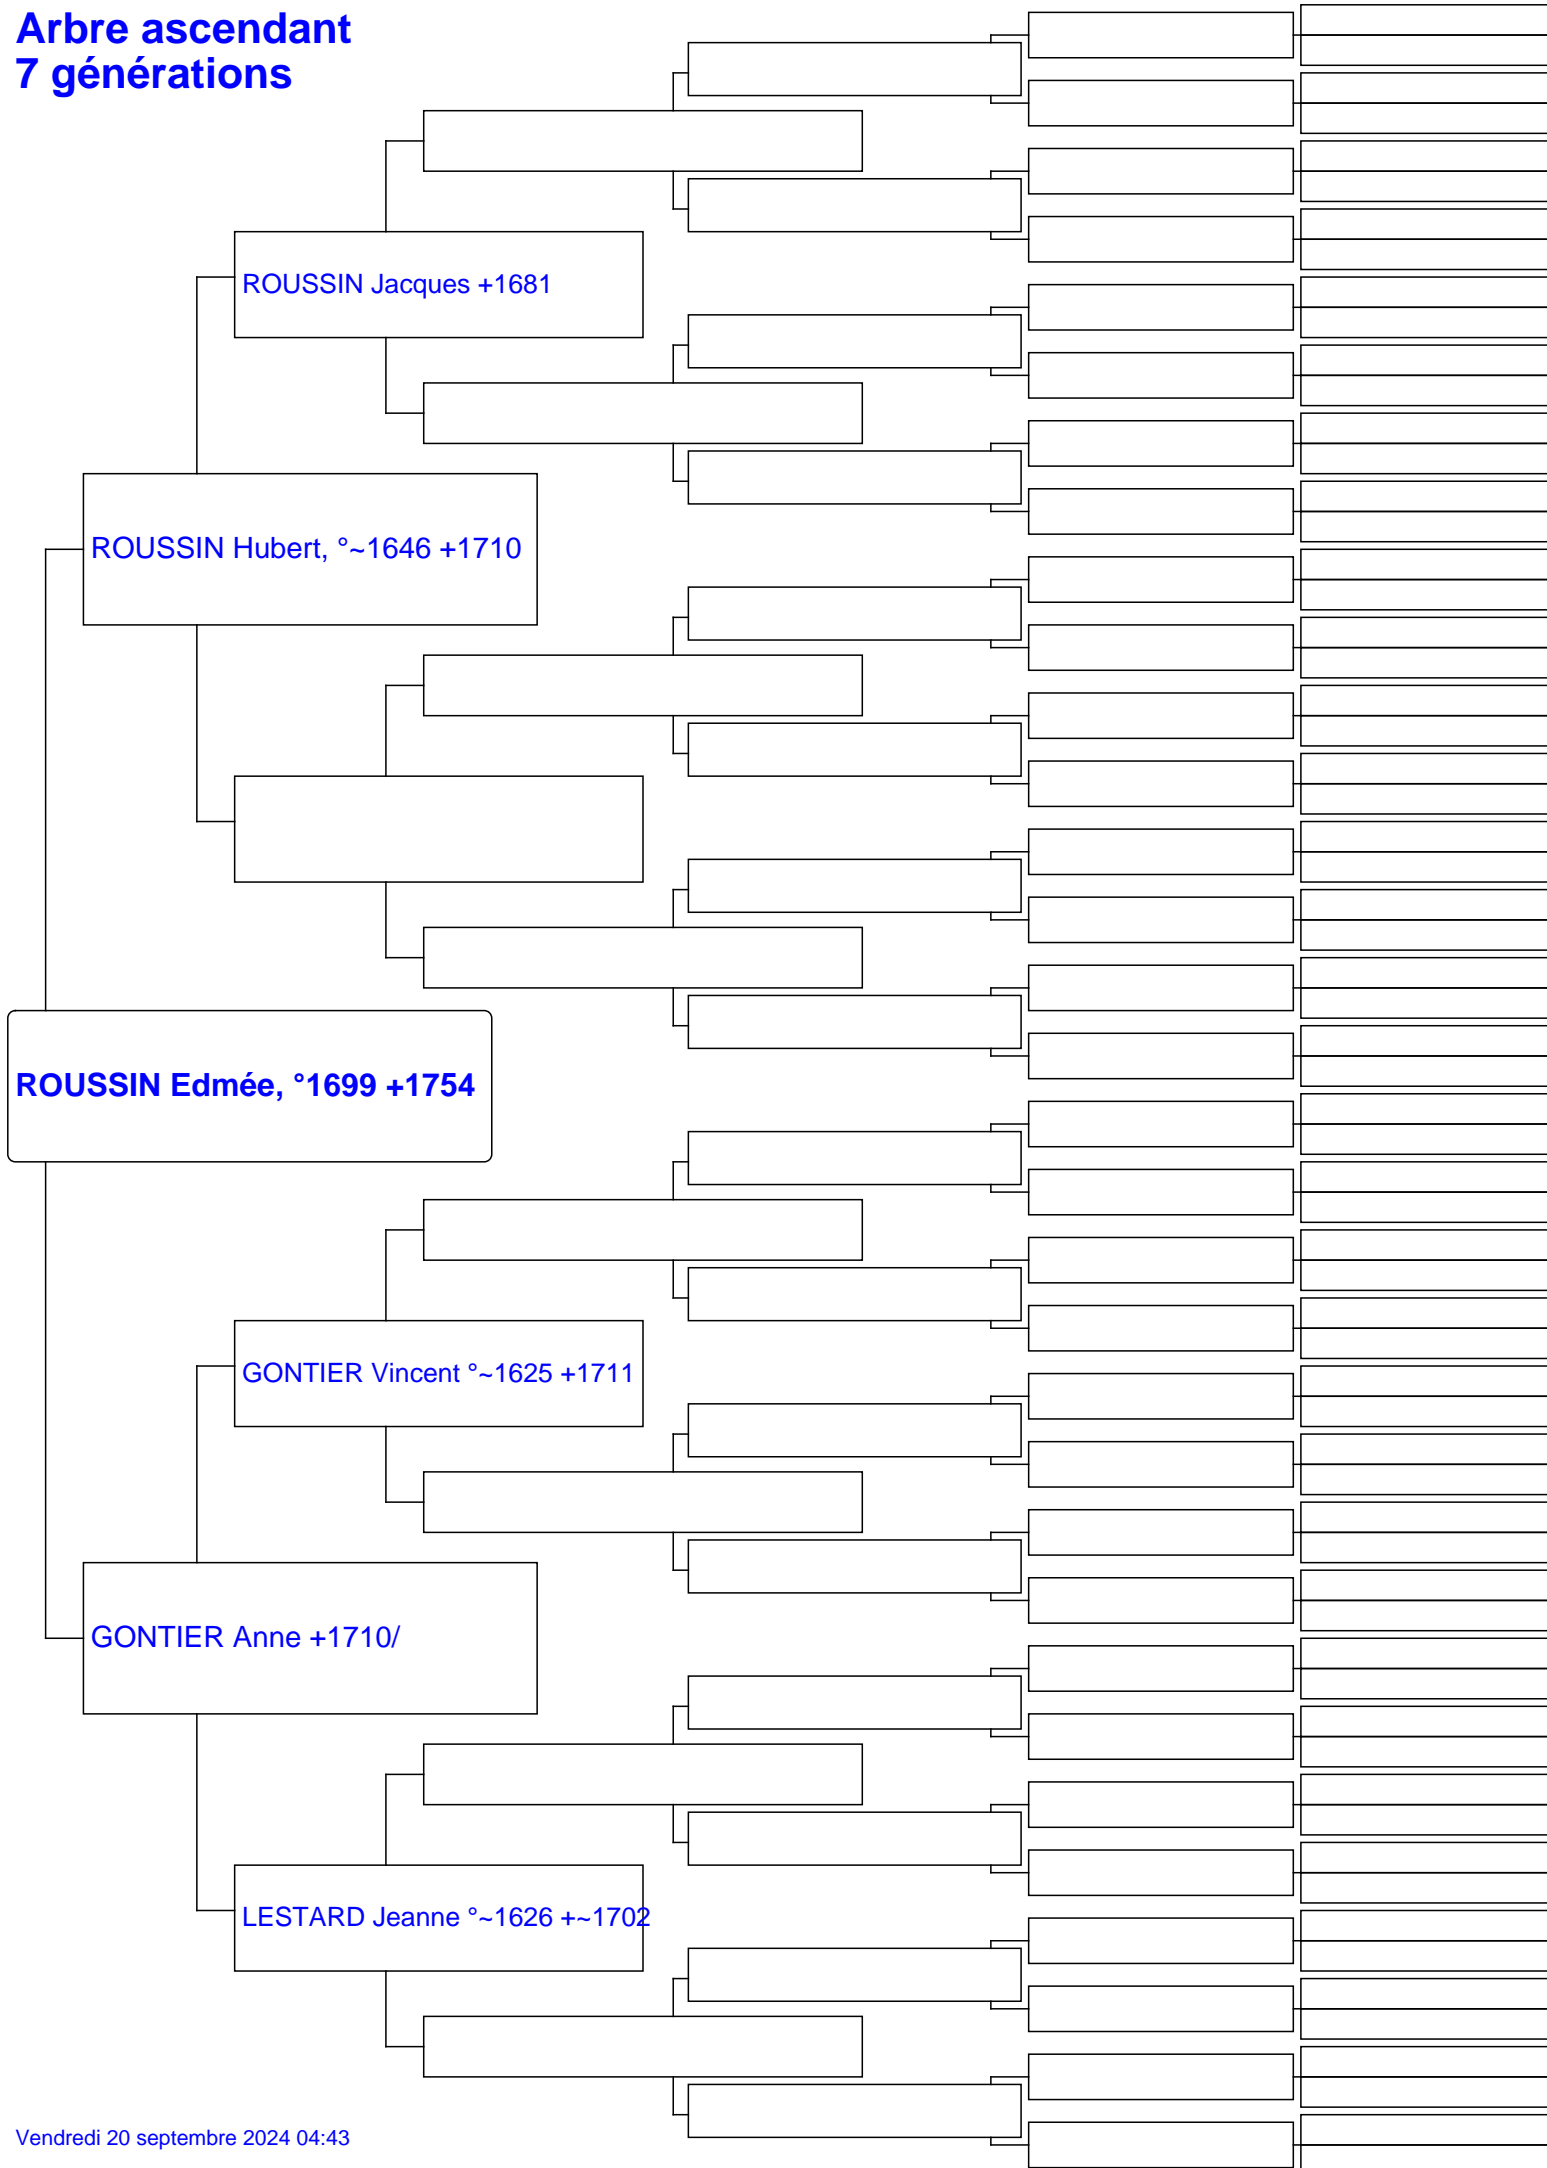 Arbre ascendant
7 générations
ROUSSIN Jacques +1681
ROUSSIN Hubert, °~1646 +1710
ROUSSIN Edmée, °1699 +1754
GONTIER Vincent °~1625 +1711
GONTIER Anne +1710/
LESTARD Jeanne °~1626 +~1702
Vendredi 20 septembre 2024 04:43